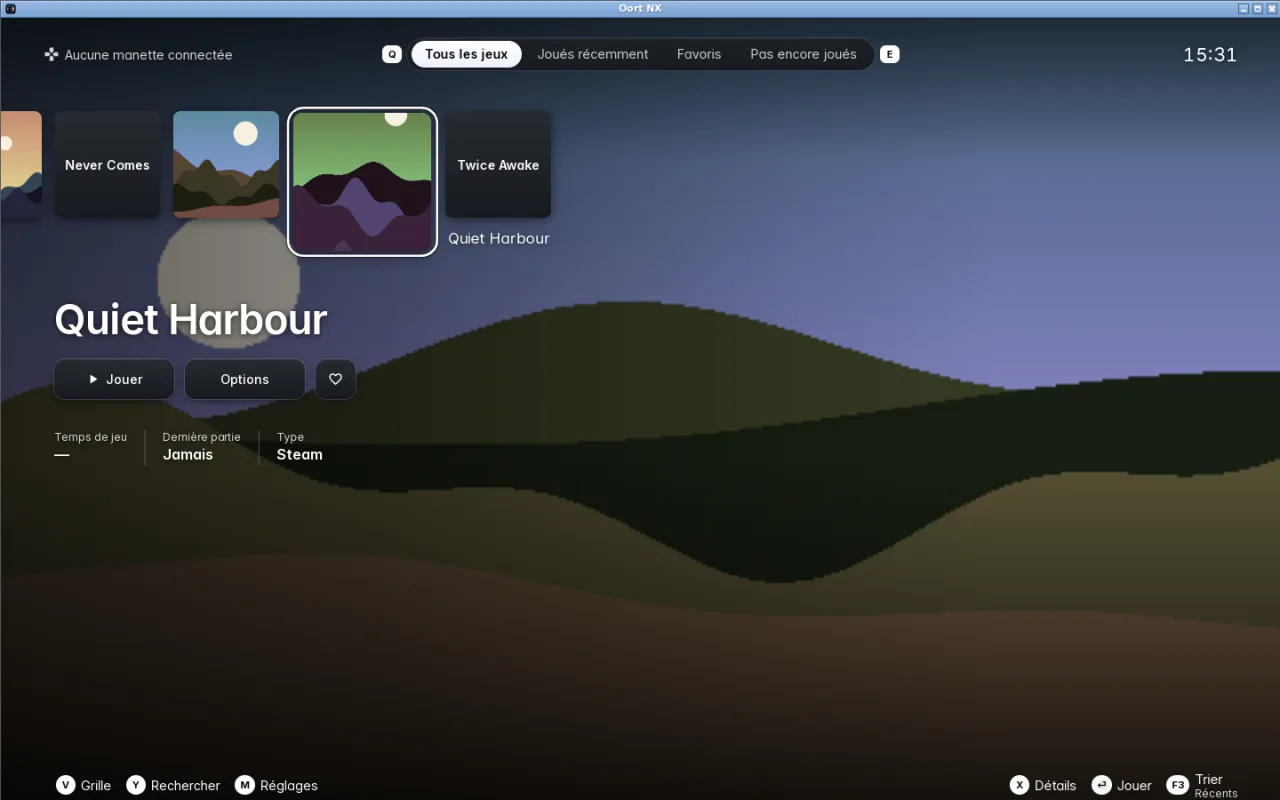 Oort NX
Aucune manette connectée
Q
Tous les jeux
Joués récemment
Favoris
Pas encore joués
E
15:31
Never Comes
Twice Awake
Quiet Harbour
Quiet Harbour
Jouer
Options
Temps de jeu
Dernière partie
Type
—
Jamais
Steam
V Grille
Y Rechercher
M Réglages
X Détails
⏎ Jouer
F3 Trier
Récents